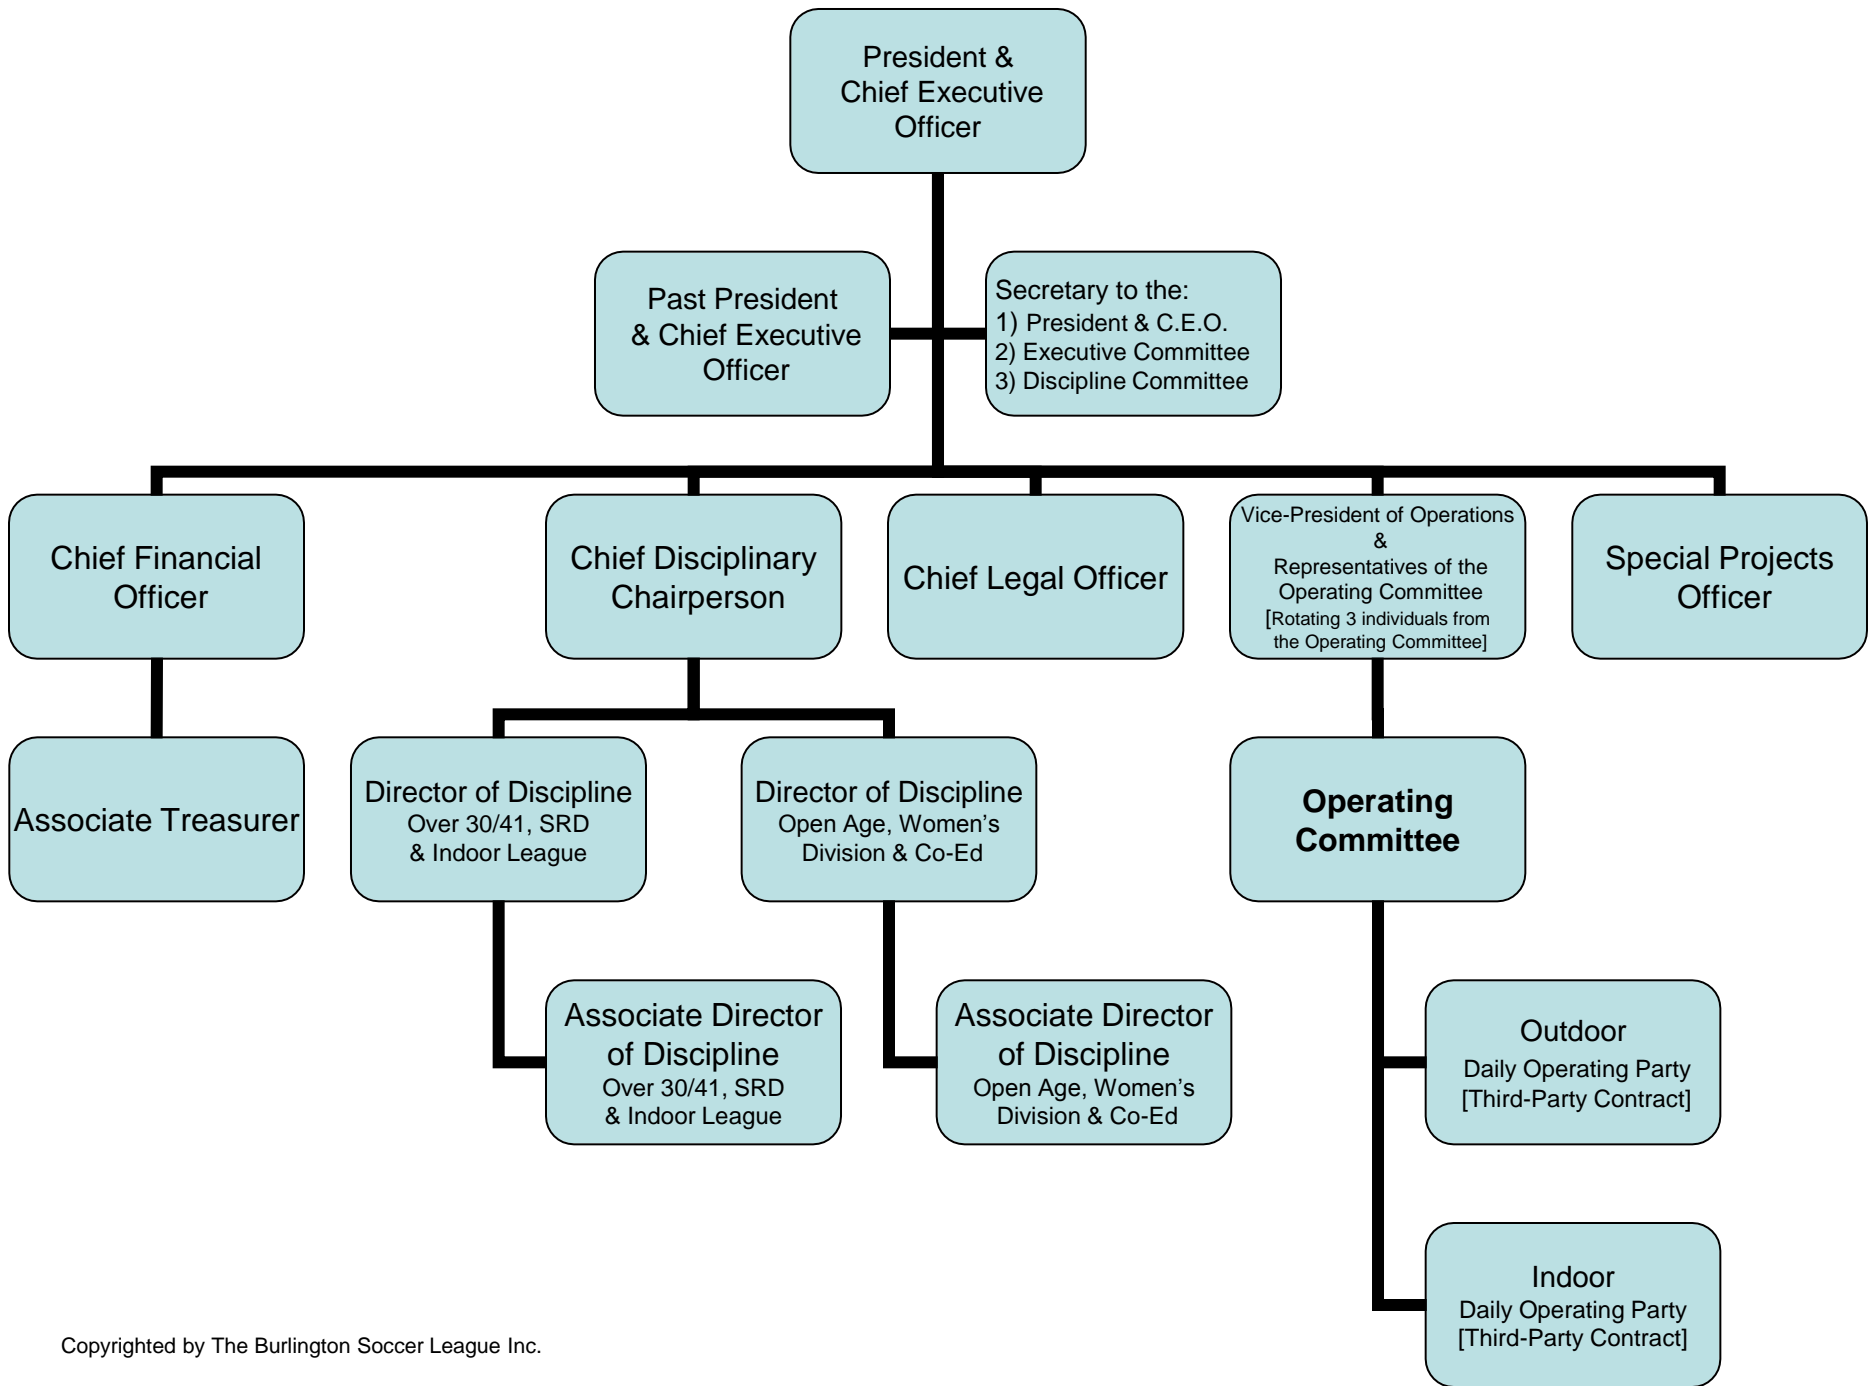 President &
Chief Executive
Officer
Past President
& Chief Executive
Officer
Secretary to the:
1) President & C.E.O.
2) Executive Committee
3) Discipline Committee
Chief Financial
Officer
Chief Disciplinary
Chairperson
Chief Legal Officer
Vice-President of Operations
&
Representatives of the
Operating Committee
[Rotating 3 individuals from
the Operating Committee]
Special Projects
Officer
Associate Treasurer
Director of Discipline
Over 30/41, SRD
& Indoor League
Director of Discipline
Open Age, Women’s
Division & Co-Ed
Operating
Committee
Associate Director
of Discipline
Over 30/41, SRD
& Indoor League
Associate Director
of Discipline
Open Age, Women’s
Division & Co-Ed
Outdoor
Daily Operating Party
[Third-Party Contract]
Indoor
Daily Operating Party
[Third-Party Contract]
Copyrighted by The Burlington Soccer League Inc.